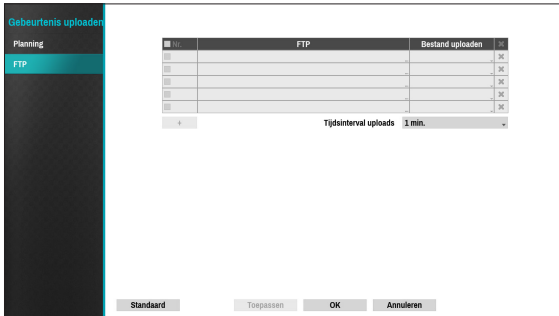 Gebeurtenis uploaden
Planning
FTP
Nr. FTP Bestand uploaden
+ Tijdsinterval uploads 1 min.
Standaard Toepassen OK Annuleren